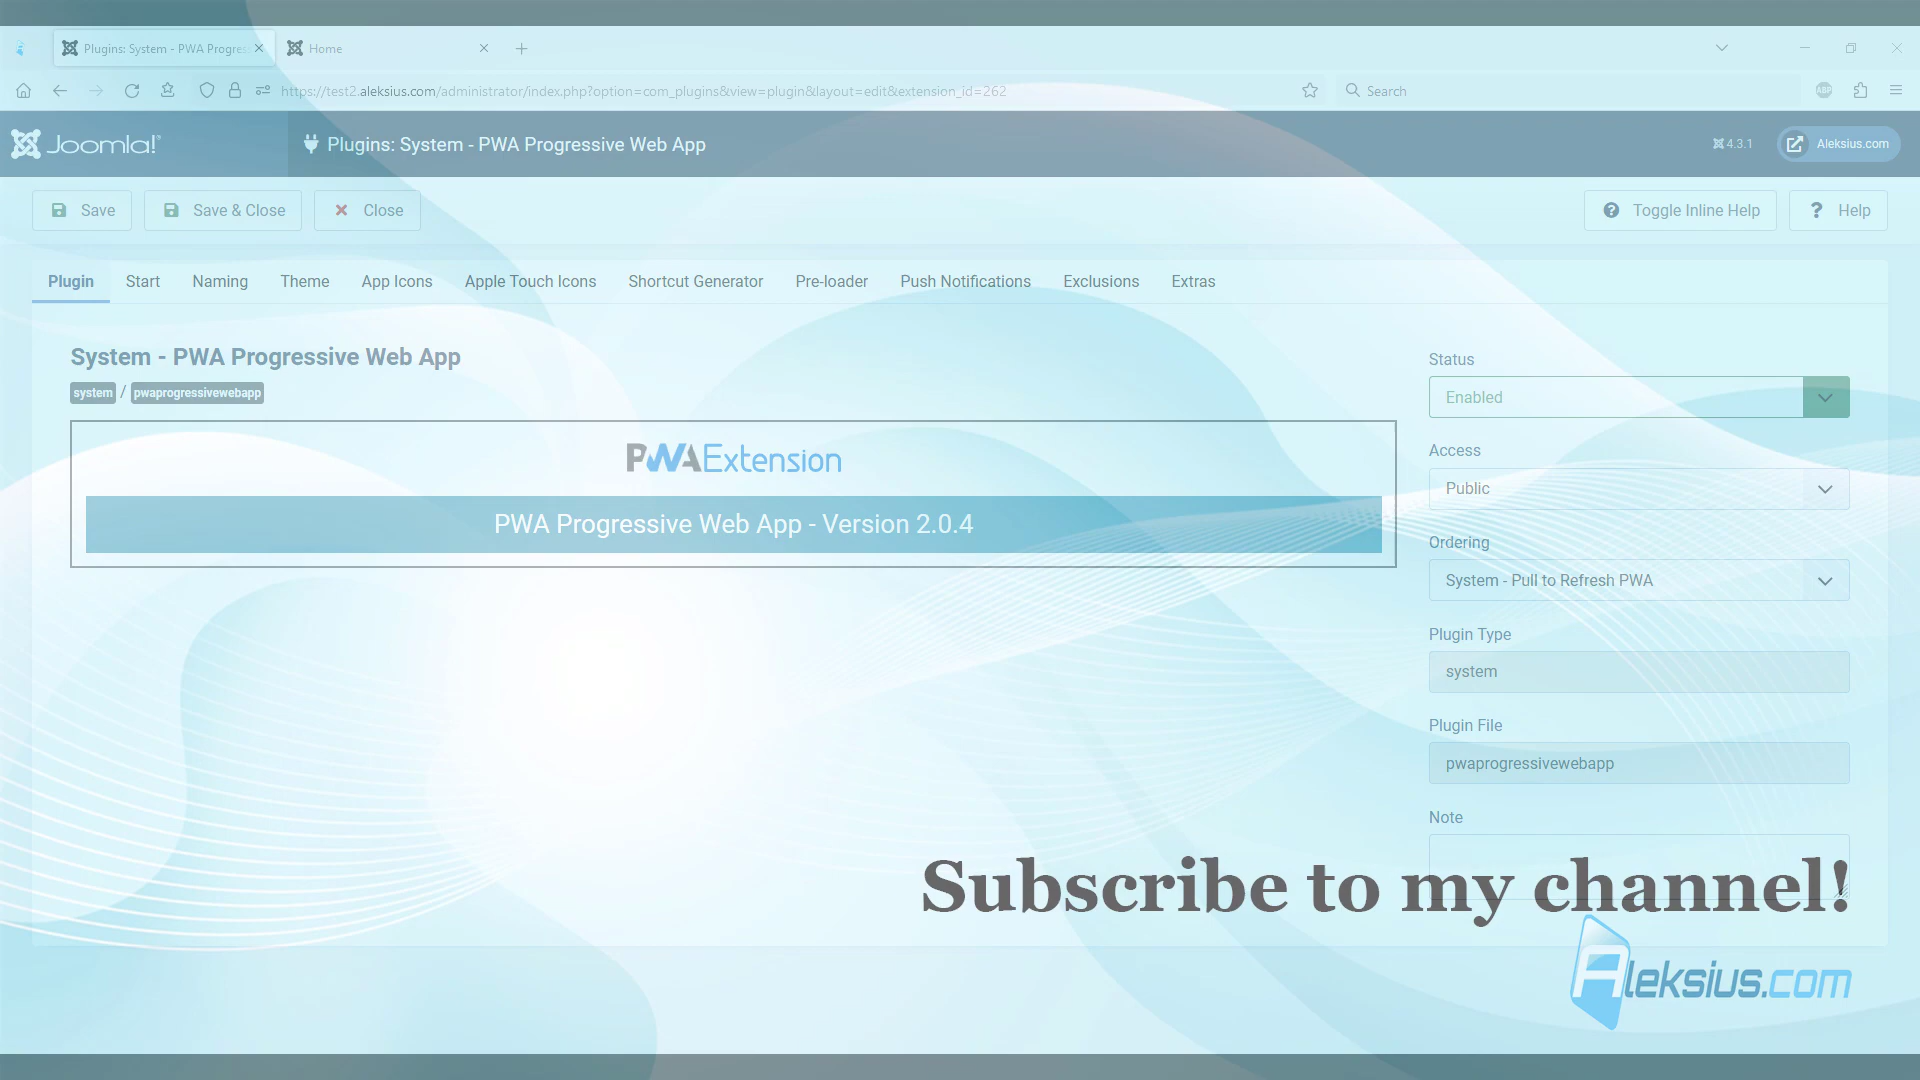 Plugins: System - PWA Progres
Home
https://test2.aleksius.com/administrator/index.php?option=com_plugins&view=plugin&layout=edit&extension_id=262
Search
ABP
Joomla!®
Plugins: System - PWA Progressive Web App
4.3.1
Aleksius.com
Save
Save & Close
Close
Toggle Inline Help
Help
Plugin
Start
Naming
Theme
App Icons
Apple Touch Icons
Shortcut Generator
Pre-loader
Push Notifications
Exclusions
Extras
System - PWA Progressive Web App
system / pwaprogressivewebapp
PWAExtension
PWA Progressive Web App - Version 2.0.4
Status
Enabled
Access
Public
Ordering
System - Pull to Refresh PWA
Plugin Type
system
Plugin File
pwaprogressivewebapp
Note
Subscribe to my channel!
Aleksius.com